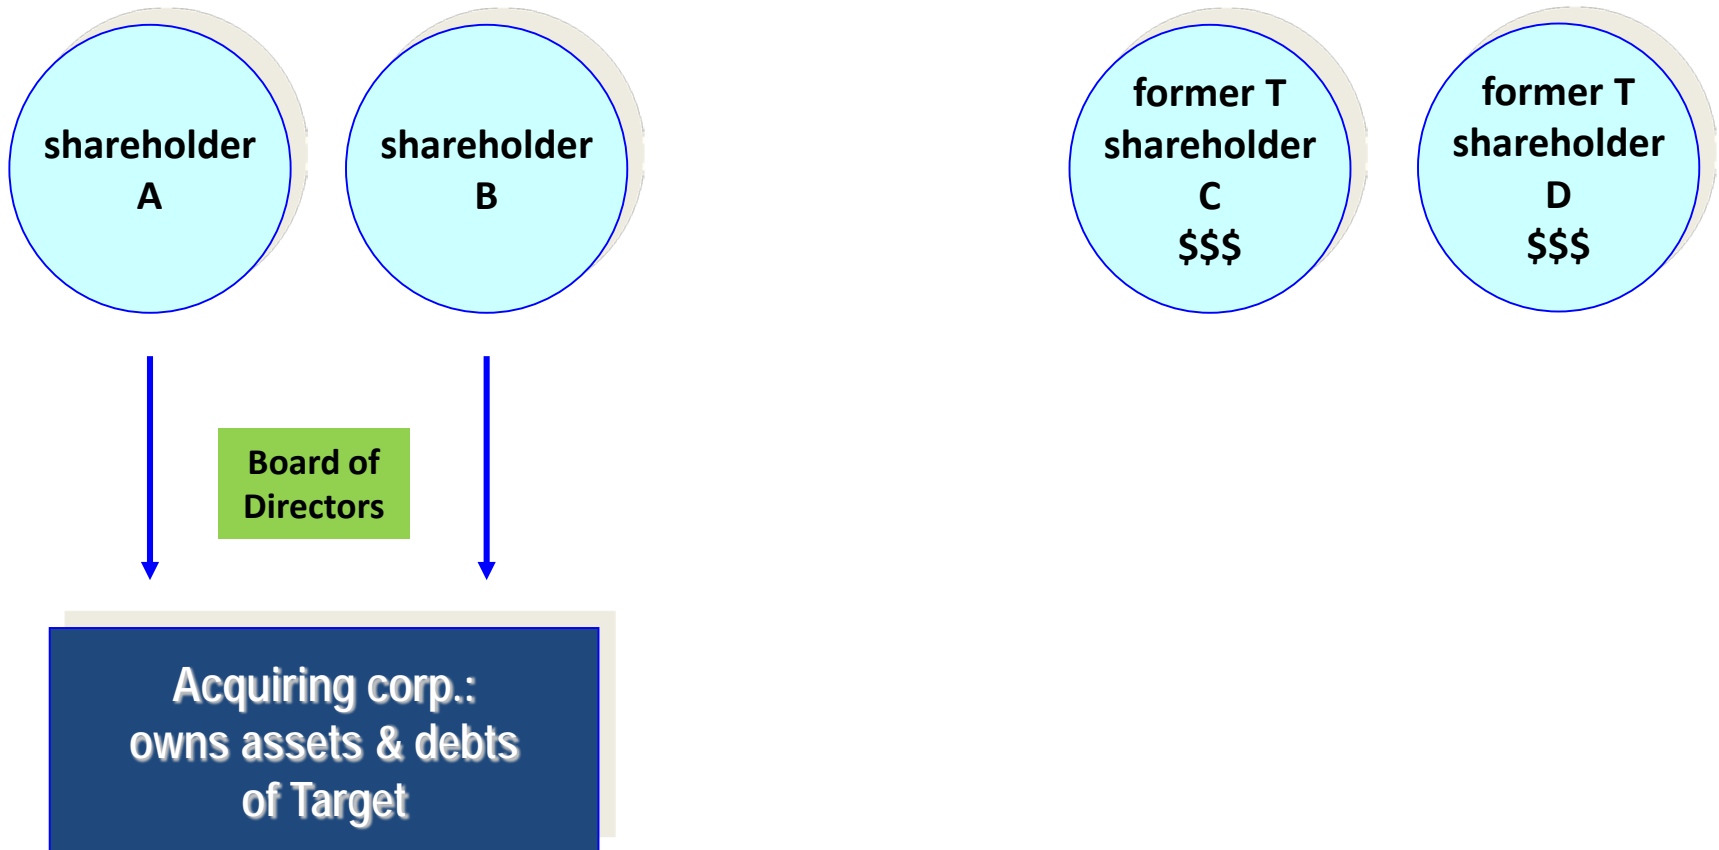 shareholder
A
shareholder
B
former T
shareholder
C
$$$
former T
shareholder
D
$$$
Board of
Directors
Acquiring corp.:
owns assets & debts
of Target